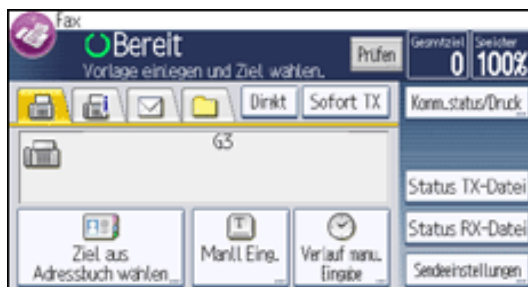 Fax
Bereit
Vorlage einlegen und Ziel wählen.
Prüfen
Gesamtziel
0
Speicher
100%
Direkt
Sofort TX
Komm.status/Druck
G3
Status TX-Datei
Status RX-Datei
Ziel aus
Adressbuch wählen
Manll Eing.
Verlauf manu.
Eingabe
Sendeeinstellungen